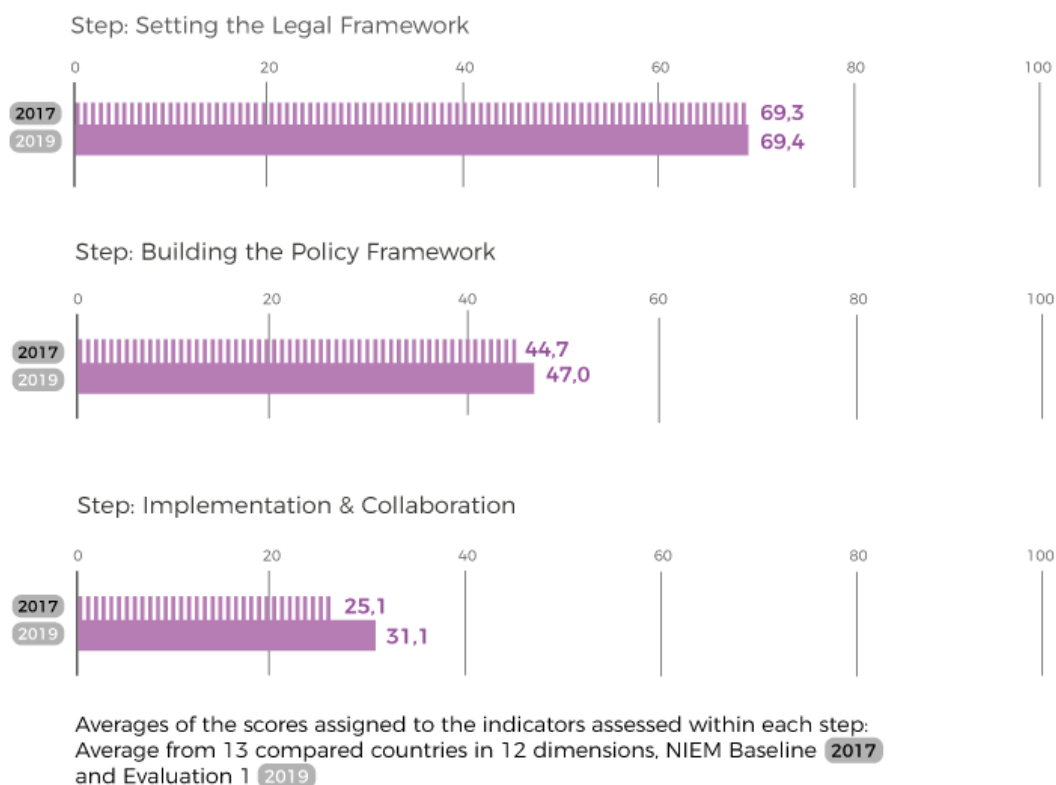 Step: Setting the Legal Framework
0 20 40 60 80 100
2017 69,3
2019 69,4
Step: Building the Policy Framework
0 20 40 60 80 100
2017 44,7
2019 47,0
Step: Implementation & Collaboration
0 20 40 60 80 100
2017 25,1
2019 31,1
Averages of the scores assigned to the indicators assessed within each step:
Average from 13 compared countries in 12 dimensions, NIEM Baseline 2017
and Evaluation 1 2019